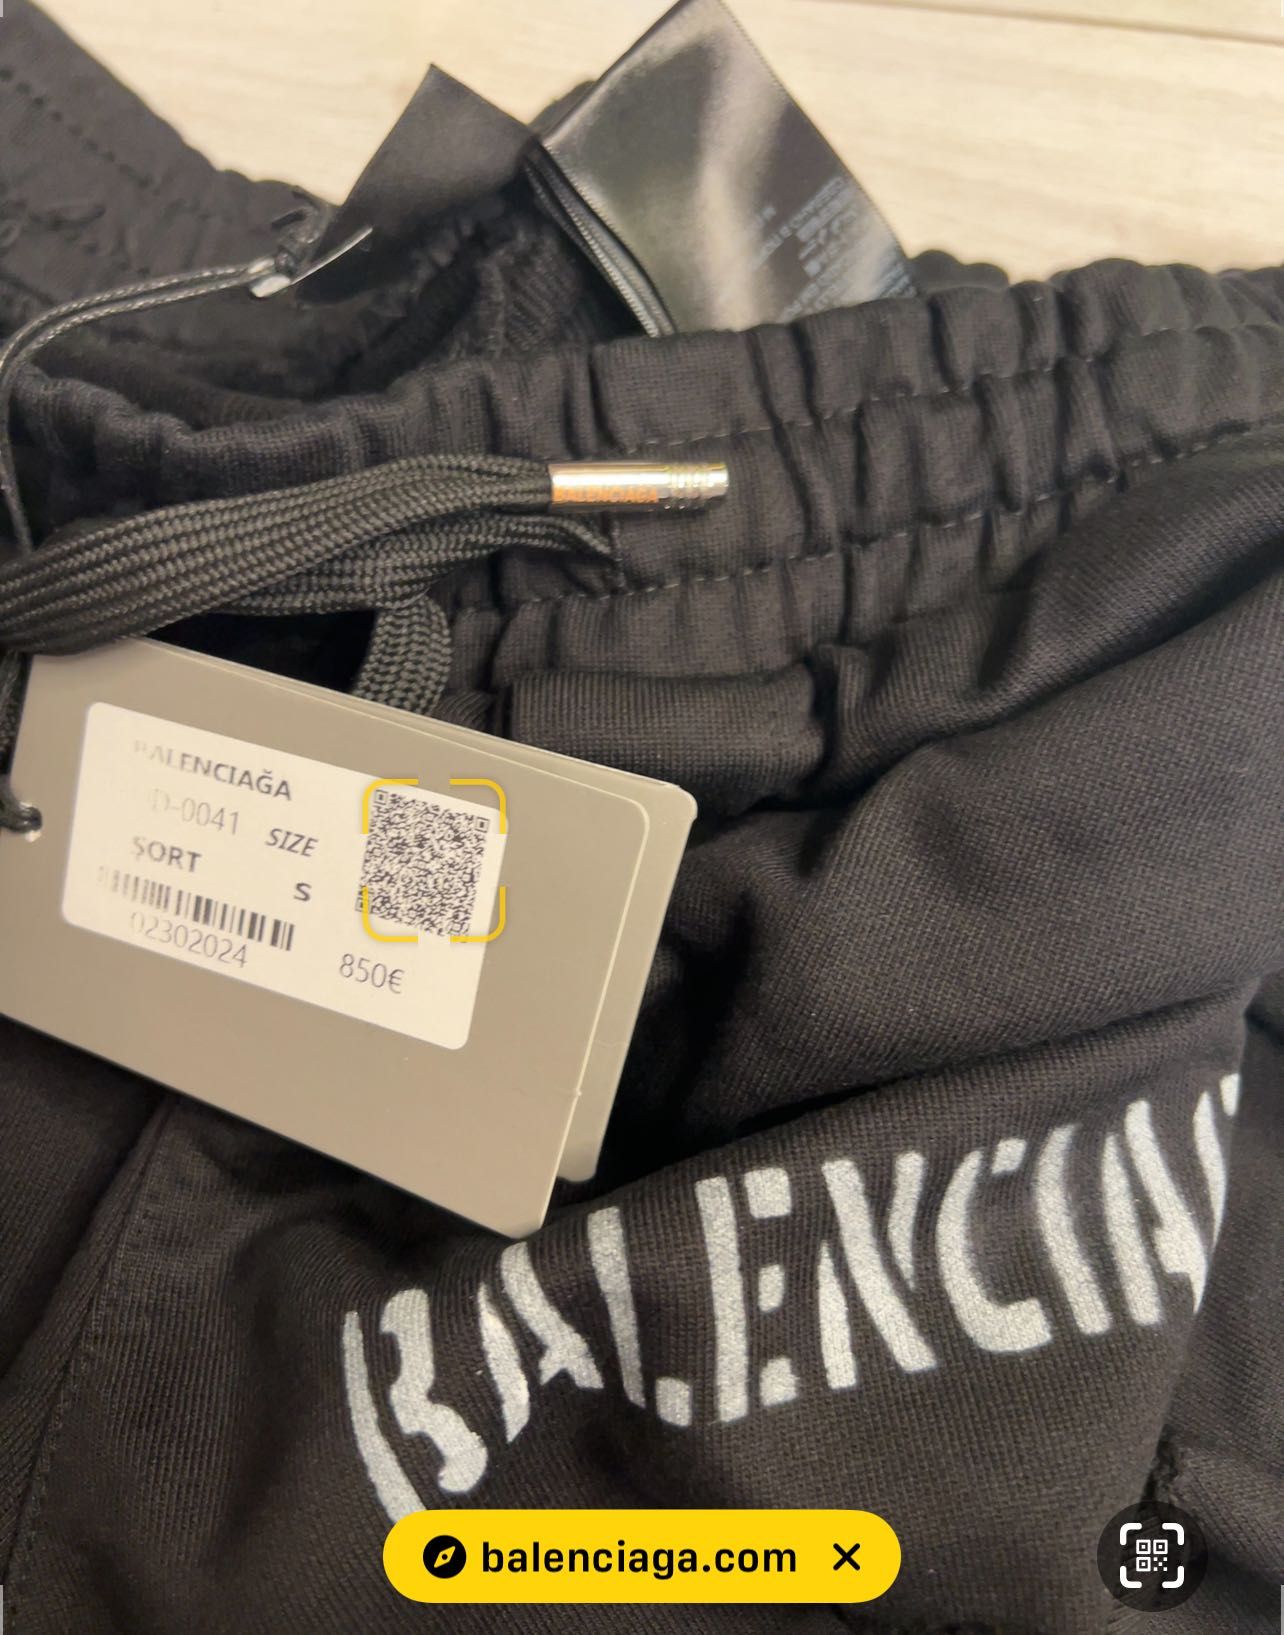 BALENCIAGA
BALENCIAĞA
D-0041 SIZE
ŞORT S
02302024
850€
BALENCIA
balenciaga.com